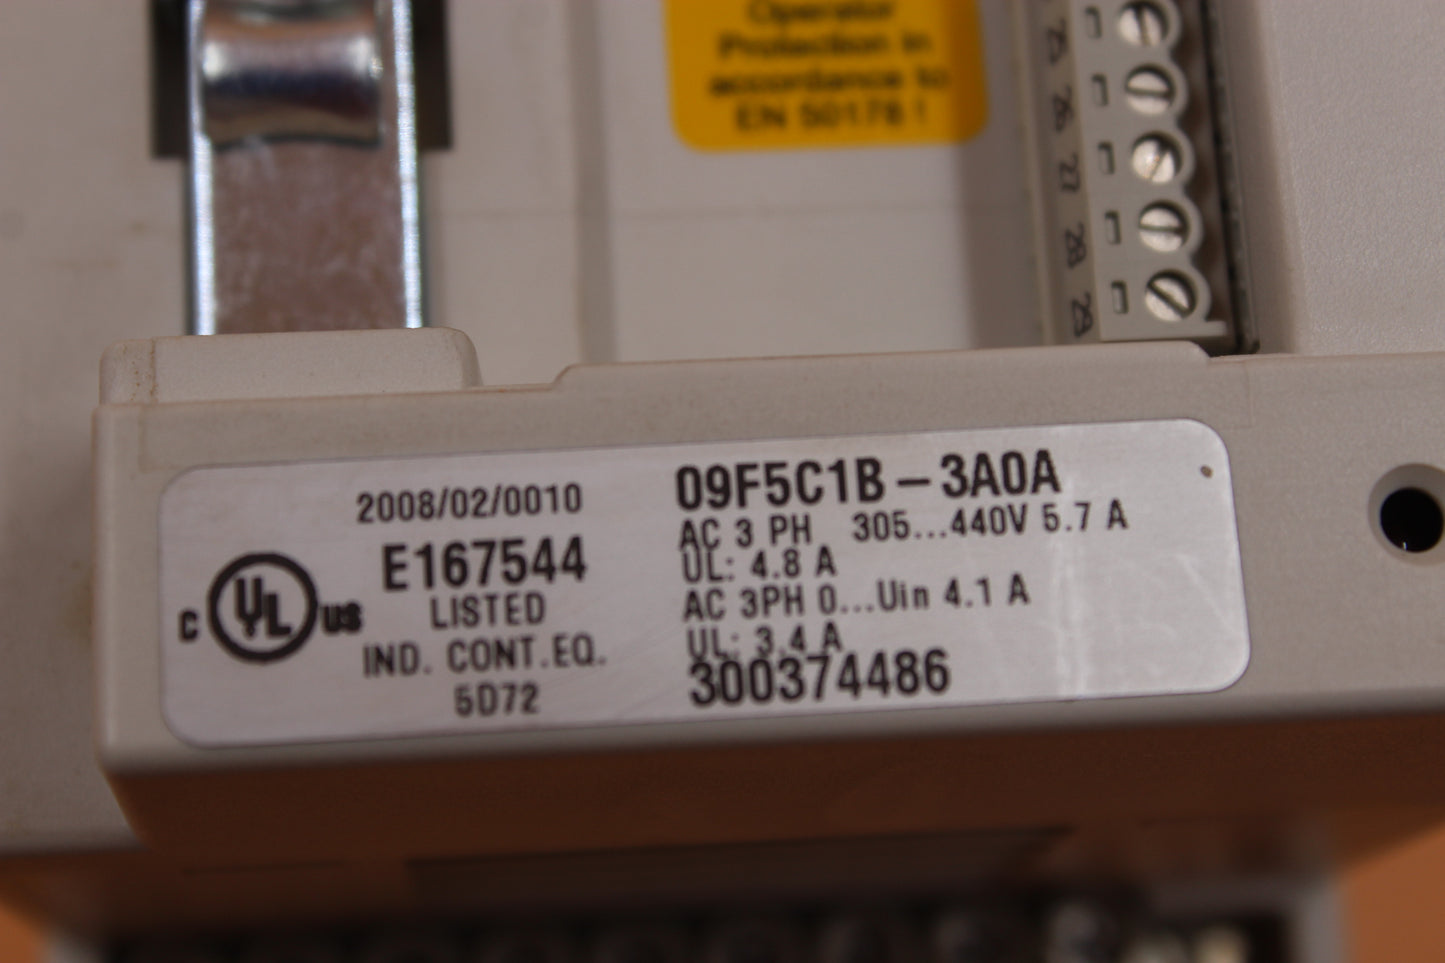 Operator
Protection in
accordance to
EN 50178 !
25
26
27
28
29
2008/02/0010
E167544
LISTED
IND. CONT.EQ.
5D72
C UL US
09F5C1B – 3A0A
AC 3 PH 305...440V 5.7 A
UL: 4.8 A
AC 3PH 0...Uin 4.1 A
UL: 3.4 A
300374486